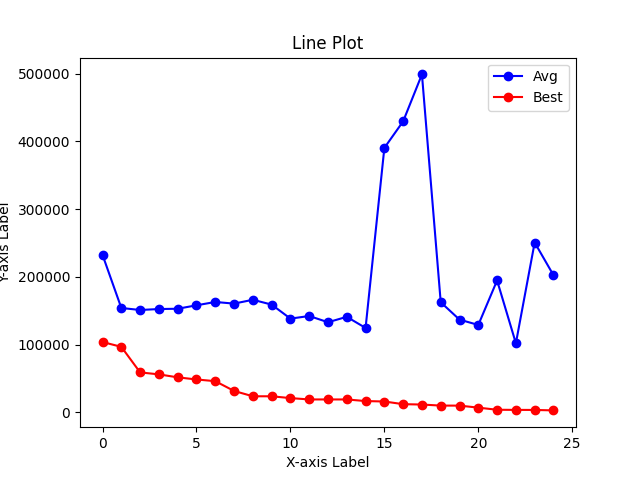 Line Plot
Avg
Best
500000
400000
300000
200000
100000
0
Y-axis Label
0 5 10 15 20 25
X-axis Label